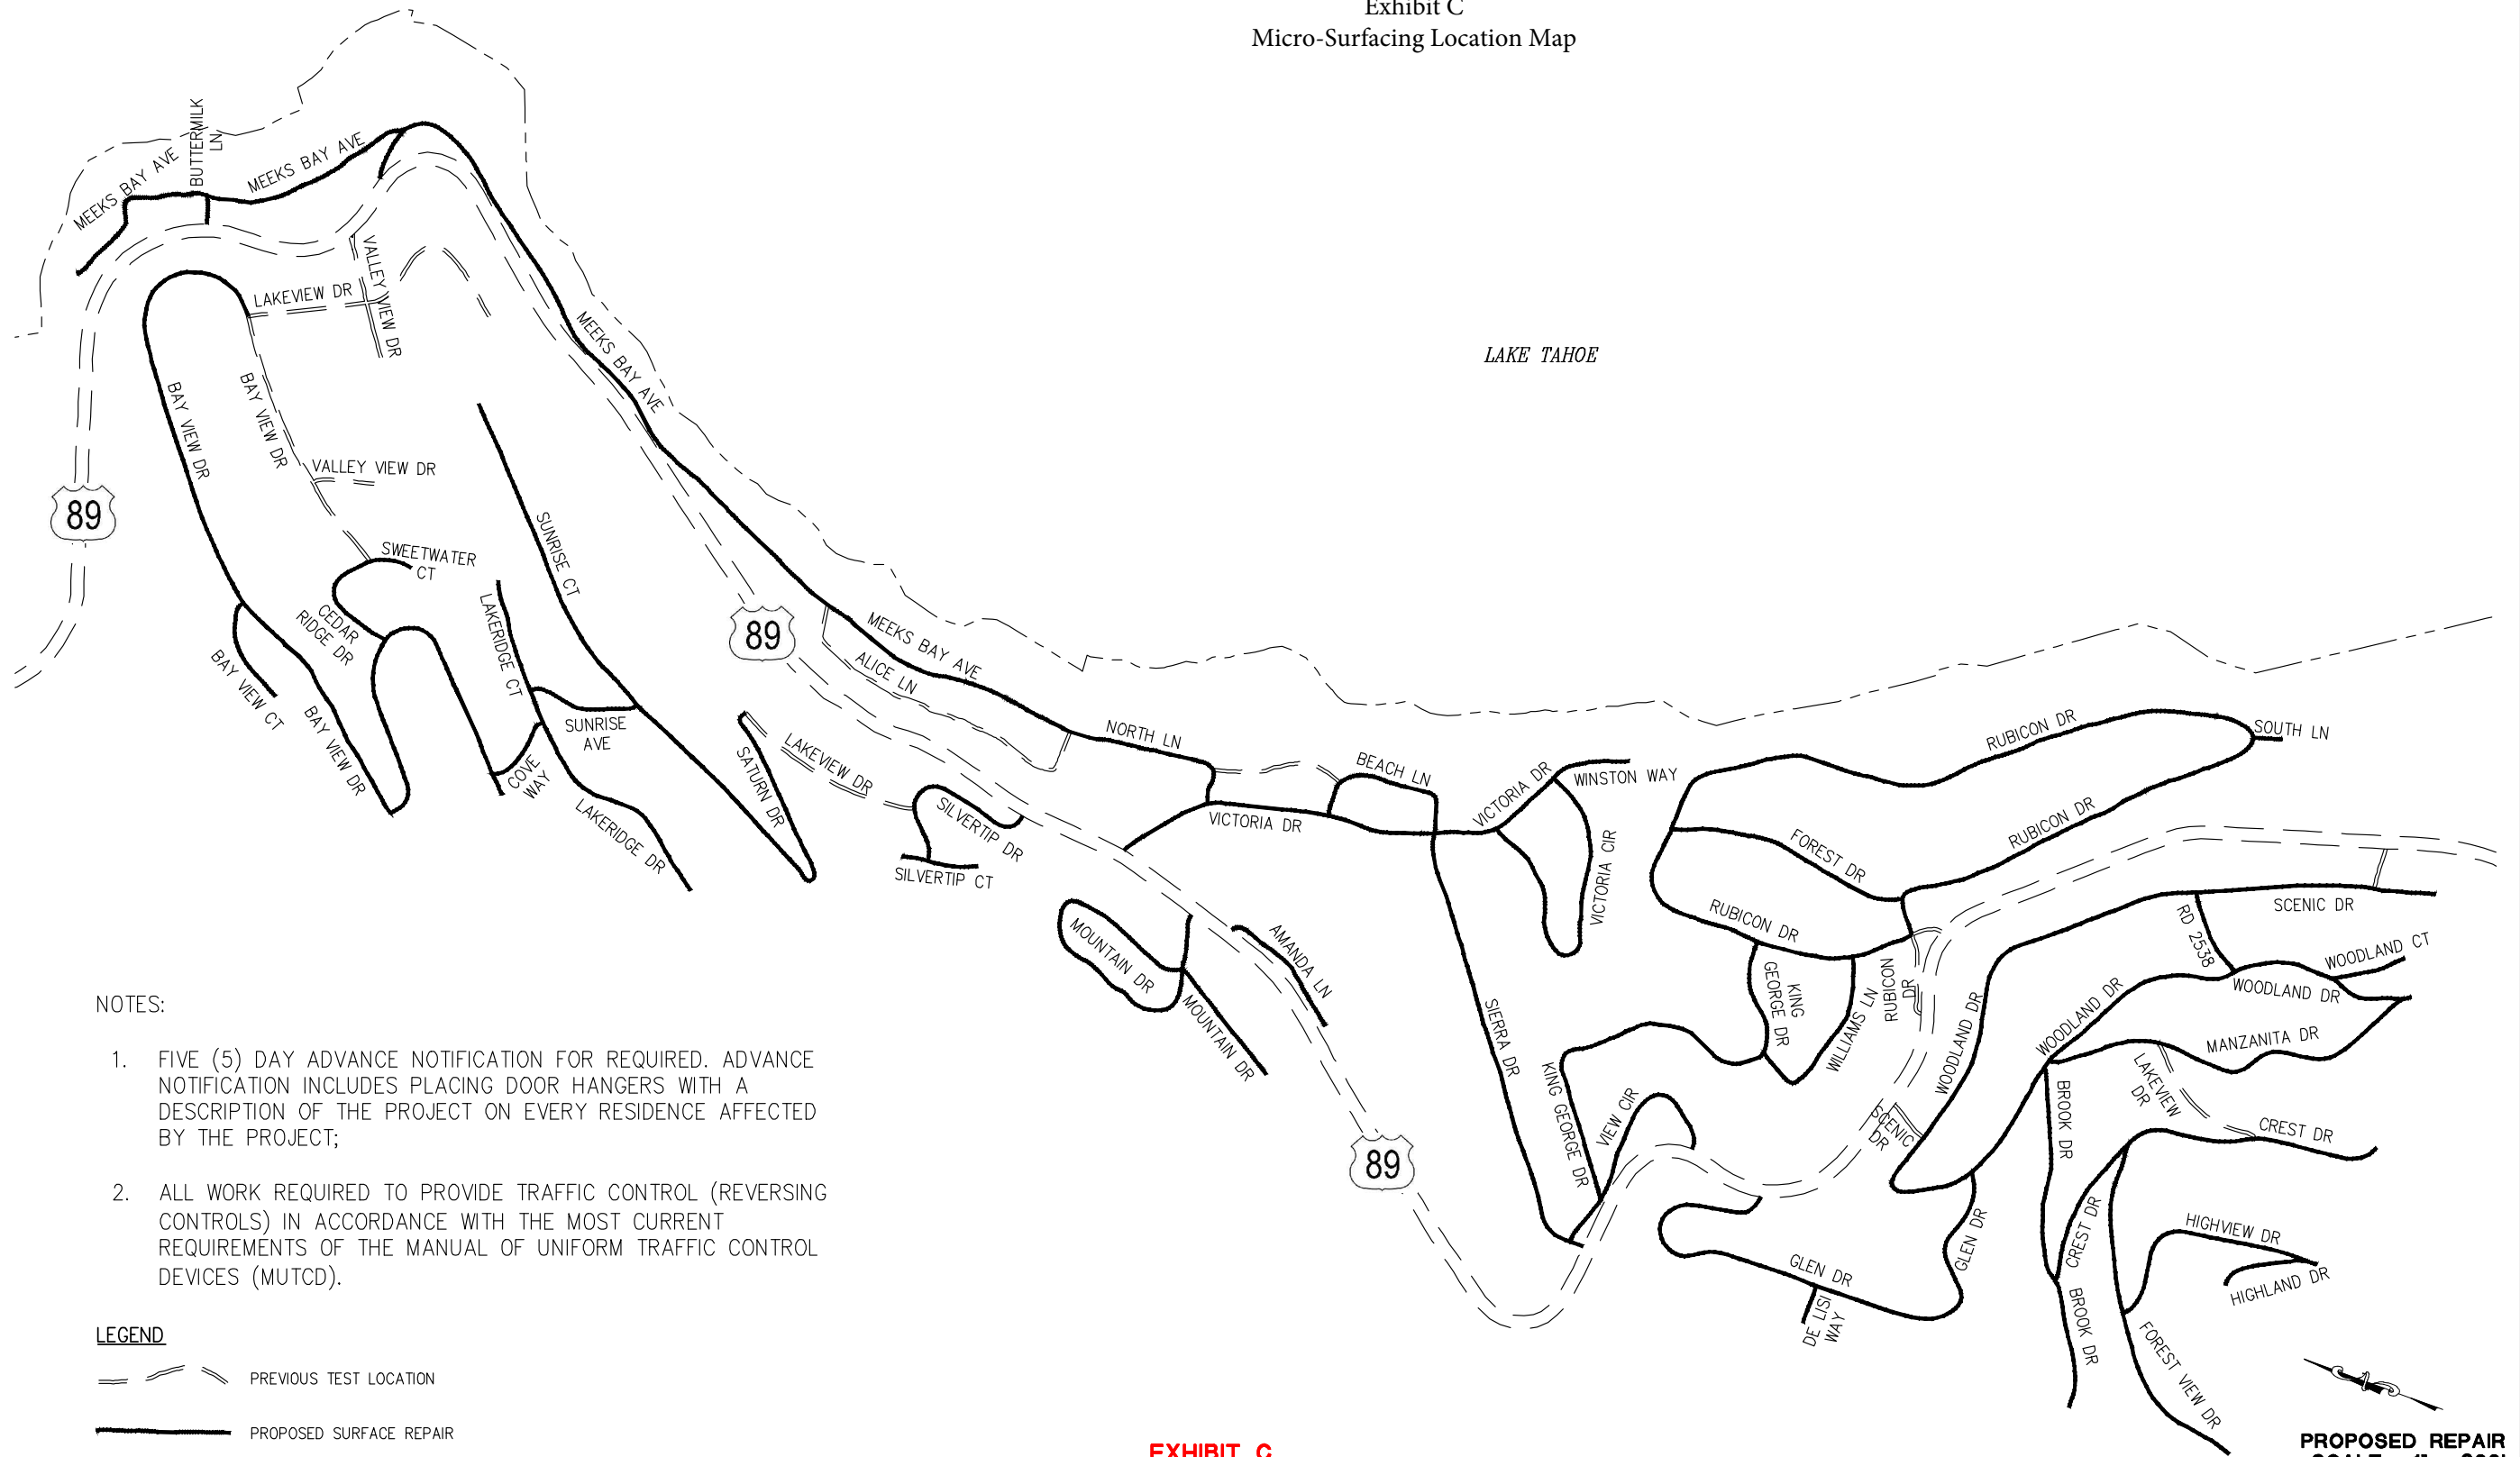 Exhibit C
Micro-Surfacing Location Map
BUTTERMILK
LN
MEEKS BAY AVE
MEEKS BAY AVE
VALLEY VIEW DR
LAKEVIEW DR
MEEKS BAY AVE
LAKE TAHOE
BAY VIEW DR
BAY VIEW DR
VALLEY VIEW DR
89
SUNRISE CT
SWEETWATER
CT
CEDAR
RIDGE DR
LAKERIDGE CT
BAY VIEW CT
BAY VIEW DR
SUNRISE
AVE
COVE
WAY
LAKERIDGE DR
89
MEEKS BAY AVE
ALICE LN
SATURN DR
LAKEVIEW DR
SILVERTIP DR
SILVERTIP CT
NORTH LN
VICTORIA DR
BEACH LN
VICTORIA DR
WINSTON WAY
VICTORIA CIR
RUBICON DR
SOUTH LN
RUBICON DR
FOREST DR
RUBICON DR
MOUNTAIN DR
MOUNTAIN DR
AMANDA LN
SIERRA DR
KING
GEORGE DR
WILLIAMS LN
RUBICON
DR
SCENIC DR
RD 2538
WOODLAND CT
WOODLAND DR
WOODLAND DR
WOODLAND DR
MANZANITA DR
LAKEVIEW
DR
KING GEORGE DR
VIEW CIR
SCENIC
DR
BROOK DR
CREST DR
CREST DR
89
GLEN DR
GLEN DR
DE LISI
WAY
HIGHVIEW DR
HIGHLAND DR
BROOK DR
FOREST VIEW DR
NOTES:
1. FIVE (5) DAY ADVANCE NOTIFICATION FOR REQUIRED. ADVANCE
NOTIFICATION INCLUDES PLACING DOOR HANGERS WITH A
DESCRIPTION OF THE PROJECT ON EVERY RESIDENCE AFFECTED
BY THE PROJECT;
2. ALL WORK REQUIRED TO PROVIDE TRAFFIC CONTROL (REVERSING
CONTROLS) IN ACCORDANCE WITH THE MOST CURRENT
REQUIREMENTS OF THE MANUAL OF UNIFORM TRAFFIC CONTROL
DEVICES (MUTCD).
LEGEND
PREVIOUS TEST LOCATION
PROPOSED SURFACE REPAIR
EXHIBIT C
PROPOSED REPAIR